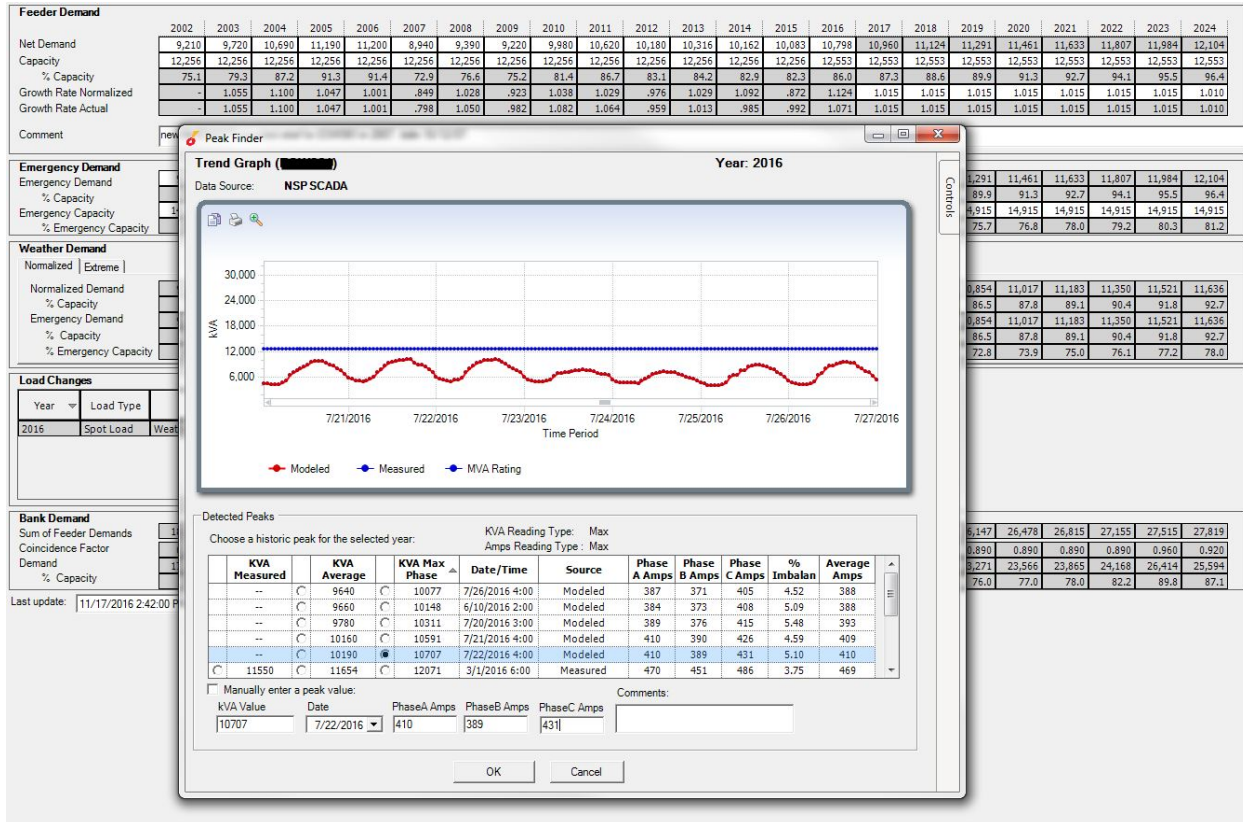 Feeder Demand
2002 2003 2004 2005 2006 2007 2008 2009 2010 2011 2012 2013 2014 2015 2016 2017 2018 2019 2020 2021 2022 2023 2024
Net Demand 9,210 9,720 10,690 11,190 11,200 8,940 9,390 9,220 9,980 10,620 10,180 10,316 10,162 10,083 10,798 10,960 11,124 11,291 11,461 11,633 11,807 11,984 12,104
Capacity 12,256 12,256 12,256 12,256 12,256 12,256 12,256 12,256 12,256 12,256 12,256 12,256 12,256 12,256 12,553 12,553 12,553 12,553 12,553 12,553 12,553 12,553 12,553
% Capacity 75.1 79.3 87.2 91.3 91.4 72.9 76.6 75.2 81.4 86.7 83.1 84.2 82.9 82.3 86.0 87.3 88.6 89.9 91.3 92.7 94.1 95.5 96.4
Growth Rate Normalized - 1.055 1.100 1.047 1.001 .849 1.028 .923 1.038 1.029 .976 1.029 1.092 .872 1.124 1.015 1.015 1.015 1.015 1.015 1.015 1.015 1.010
Growth Rate Actual - 1.055 1.100 1.047 1.001 .798 1.050 .982 1.082 1.064 .959 1.013 .985 .992 1.071 1.015 1.015 1.015 1.015 1.015 1.015 1.015 1.010
Comment new
Peak Finder
Trend Graph ( ) Year: 2016
Data Source: NSP SCADA
Controls
Emergency Demand
Emergency Demand 1,291 11,461 11,633 11,807 11,984 12,104
% Capacity 89.9 91.3 92.7 94.1 95.5 96.4
Emergency Capacity 14 4,915 14,915 14,915 14,915 14,915 14,915
% Emergency Capacity 75.7 76.8 78.0 79.2 80.3 81.2
Weather Demand
Normalized Extreme
Normalized Demand 0,854 11,017 11,183 11,350 11,521 11,636
% Capacity 86.5 87.8 89.1 90.4 91.8 92.7
Emergency Demand 0,854 11,017 11,183 11,350 11,521 11,636
% Capacity 86.5 87.8 89.1 90.4 91.8 92.7
% Emergency Capacity 72.8 73.9 75.0 76.1 77.2 78.0
kVA
30,000
24,000
18,000
12,000
6,000
7/21/2016 7/22/2016 7/23/2016 7/24/2016 7/25/2016 7/26/2016 7/27/2016
Time Period
Modeled Measured MVA Rating
Load Changes
Year Load Type
2016 Spot Load Weat
Bank Demand
Sum of Feeder Demands 6,147 26,478 26,815 27,155 27,515 27,819
Coincidence Factor 0.890 0.890 0.890 0.890 0.960 0.920
Demand 3,271 23,566 23,865 24,168 26,414 25,594
% Capacity 76.0 77.0 78.0 82.2 89.8 87.1
Last update: 11/17/2016 2:42:00 P
Detected Peaks
Choose a historic peak for the selected year:
KVA Reading Type: Max
Amps Reading Type : Max
KVA Measured KVA Average KVA Max Phase Date/Time Source Phase A Amps Phase B Amps Phase C Amps % Imbalan Average Amps
-- 9640 10077 7/26/2016 4:00 Modeled 387 371 405 4.52 388
-- 9660 10148 6/10/2016 2:00 Modeled 384 373 408 5.09 388
-- 9780 10311 7/20/2016 3:00 Modeled 389 376 415 5.48 393
-- 10160 10591 7/21/2016 4:00 Modeled 410 390 426 4.59 409
-- 10190 10707 7/22/2016 4:00 Modeled 410 389 431 5.10 410
11550 11654 12071 3/1/2016 6:00 Measured 470 451 486 3.75 469
Manually enter a peak value:
kVA Value Date PhaseA Amps PhaseB Amps PhaseC Amps Comments:
10707 7/22/2016 410 389 431
OK Cancel